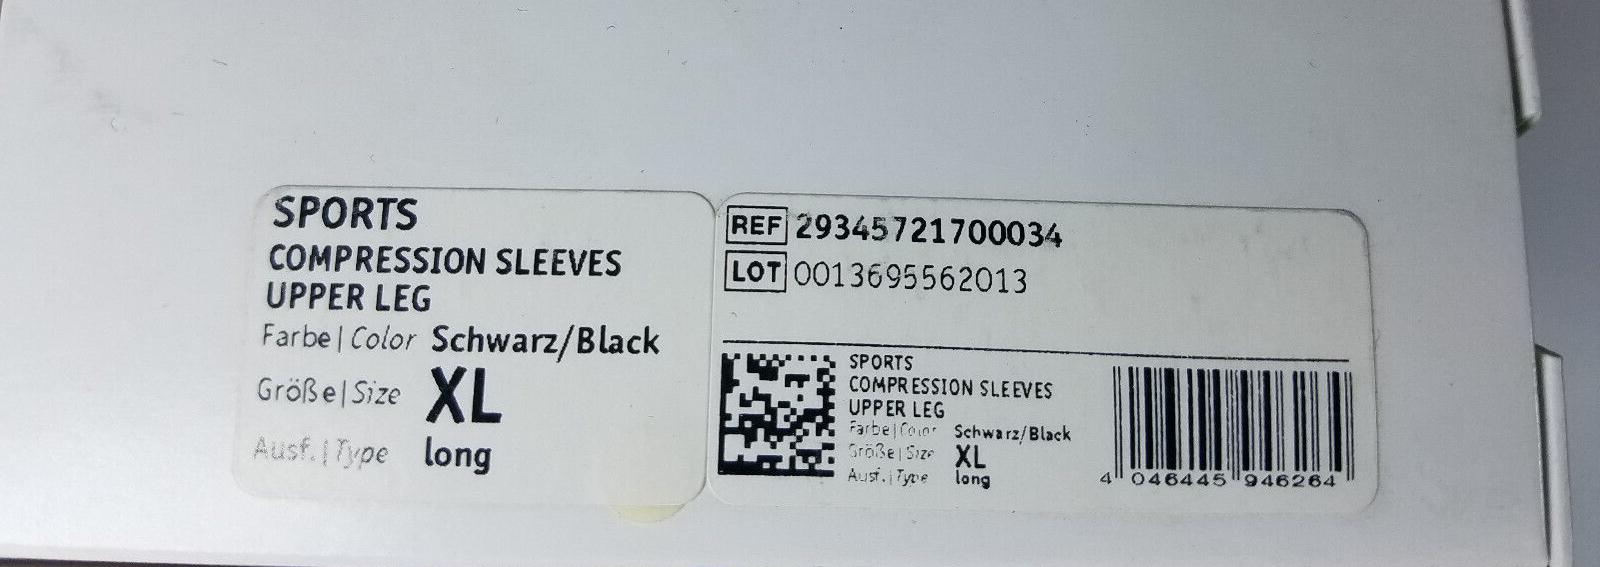 SPORTS
COMPRESSION SLEEVES
UPPER LEG
Farbe|Color Schwarz/Black
Größe|Size XL
Ausf.|Type long
REF 29345721700034
LOT 0013695562013
SPORTS
COMPRESSION SLEEVES
UPPER LEG
Farbe|Color Schwarz/Black
Größe|Size XL
Ausf.|Type long
4 046445 946264